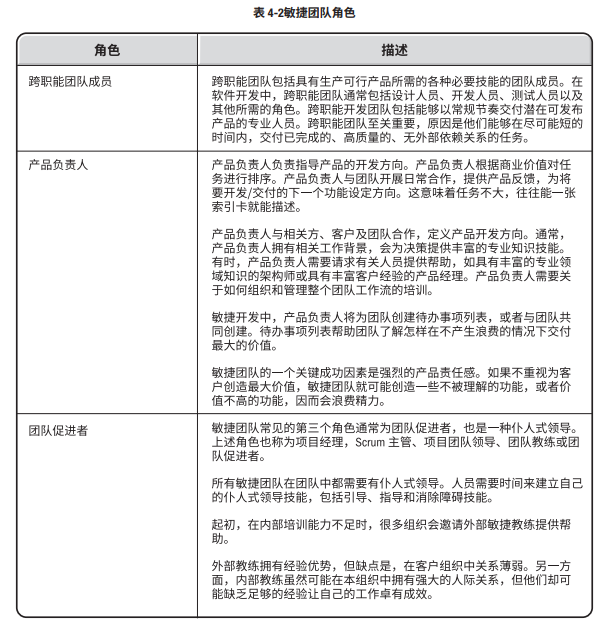 表 4-2敏捷团队角色
角色
描述
跨职能团队成员
跨职能团队包括具有生产可行产品所需的各种必要技能的团队成员。在
软件开发中，跨职能团队通常包括设计人员、开发人员、测试人员以及
其他所需的角色。跨职能开发团队包括能够以常规节奏交付潜在可发布
产品的专业人员。跨职能团队至关重要，原因是他们能够在尽可能短的
时间内，交付已完成的、高质量的、无外部依赖关系的任务。
产品负责人
产品负责人负责指导产品的开发方向。产品负责人根据商业价值对任
务进行排序。产品负责人与团队开展日常合作，提供产品反馈，为将
要开发/交付的下一个功能设定方向。这意味着任务不大，往往能一张
索引卡就能描述。
产品负责人与相关方、客户及团队合作，定义产品开发方向。通常，
产品负责人拥有相关工作背景，会为决策提供丰富的专业知识技能。
有时，产品负责人需要请求有关人员提供帮助，如具有丰富的专业领
域知识的架构师或具有丰富客户经验的产品经理。产品负责人需要关
于如何组织和管理整个团队工作流的培训。
敏捷开发中，产品负责人将为团队创建待办事项列表，或者与团队共
同创建。待办事项列表帮助团队了解怎样在不产生浪费的情况下交付
最大的价值。
敏捷团队的一个关键成功因素是强烈的产品责任感。如果不重视为客
户创造最大价值，敏捷团队就可能创造一些不被理解的功能，或者价
值不高的功能，因而会浪费精力。
团队促进者
敏捷团队常见的第三个角色通常为团队促进者，也是一种仆人式领导。
上述角色也称为项目经理，Scrum 主管、项目团队领导、团队教练或团
队促进者。
所有敏捷团队在团队中都需要有仆人式领导。人员需要时间来建立自己
的仆人式领导技能，包括引导、指导和消除障碍技能。
起初，在内部培训能力不足时，很多组织会邀请外部敏捷教练提供帮
助。
外部教练拥有经验优势，但缺点是，在客户组织中关系薄弱。另一方
面，内部教练虽然可能在本组织中拥有强大的人际关系，但他们却可
能缺乏足够的经验让自己的工作卓有成效。